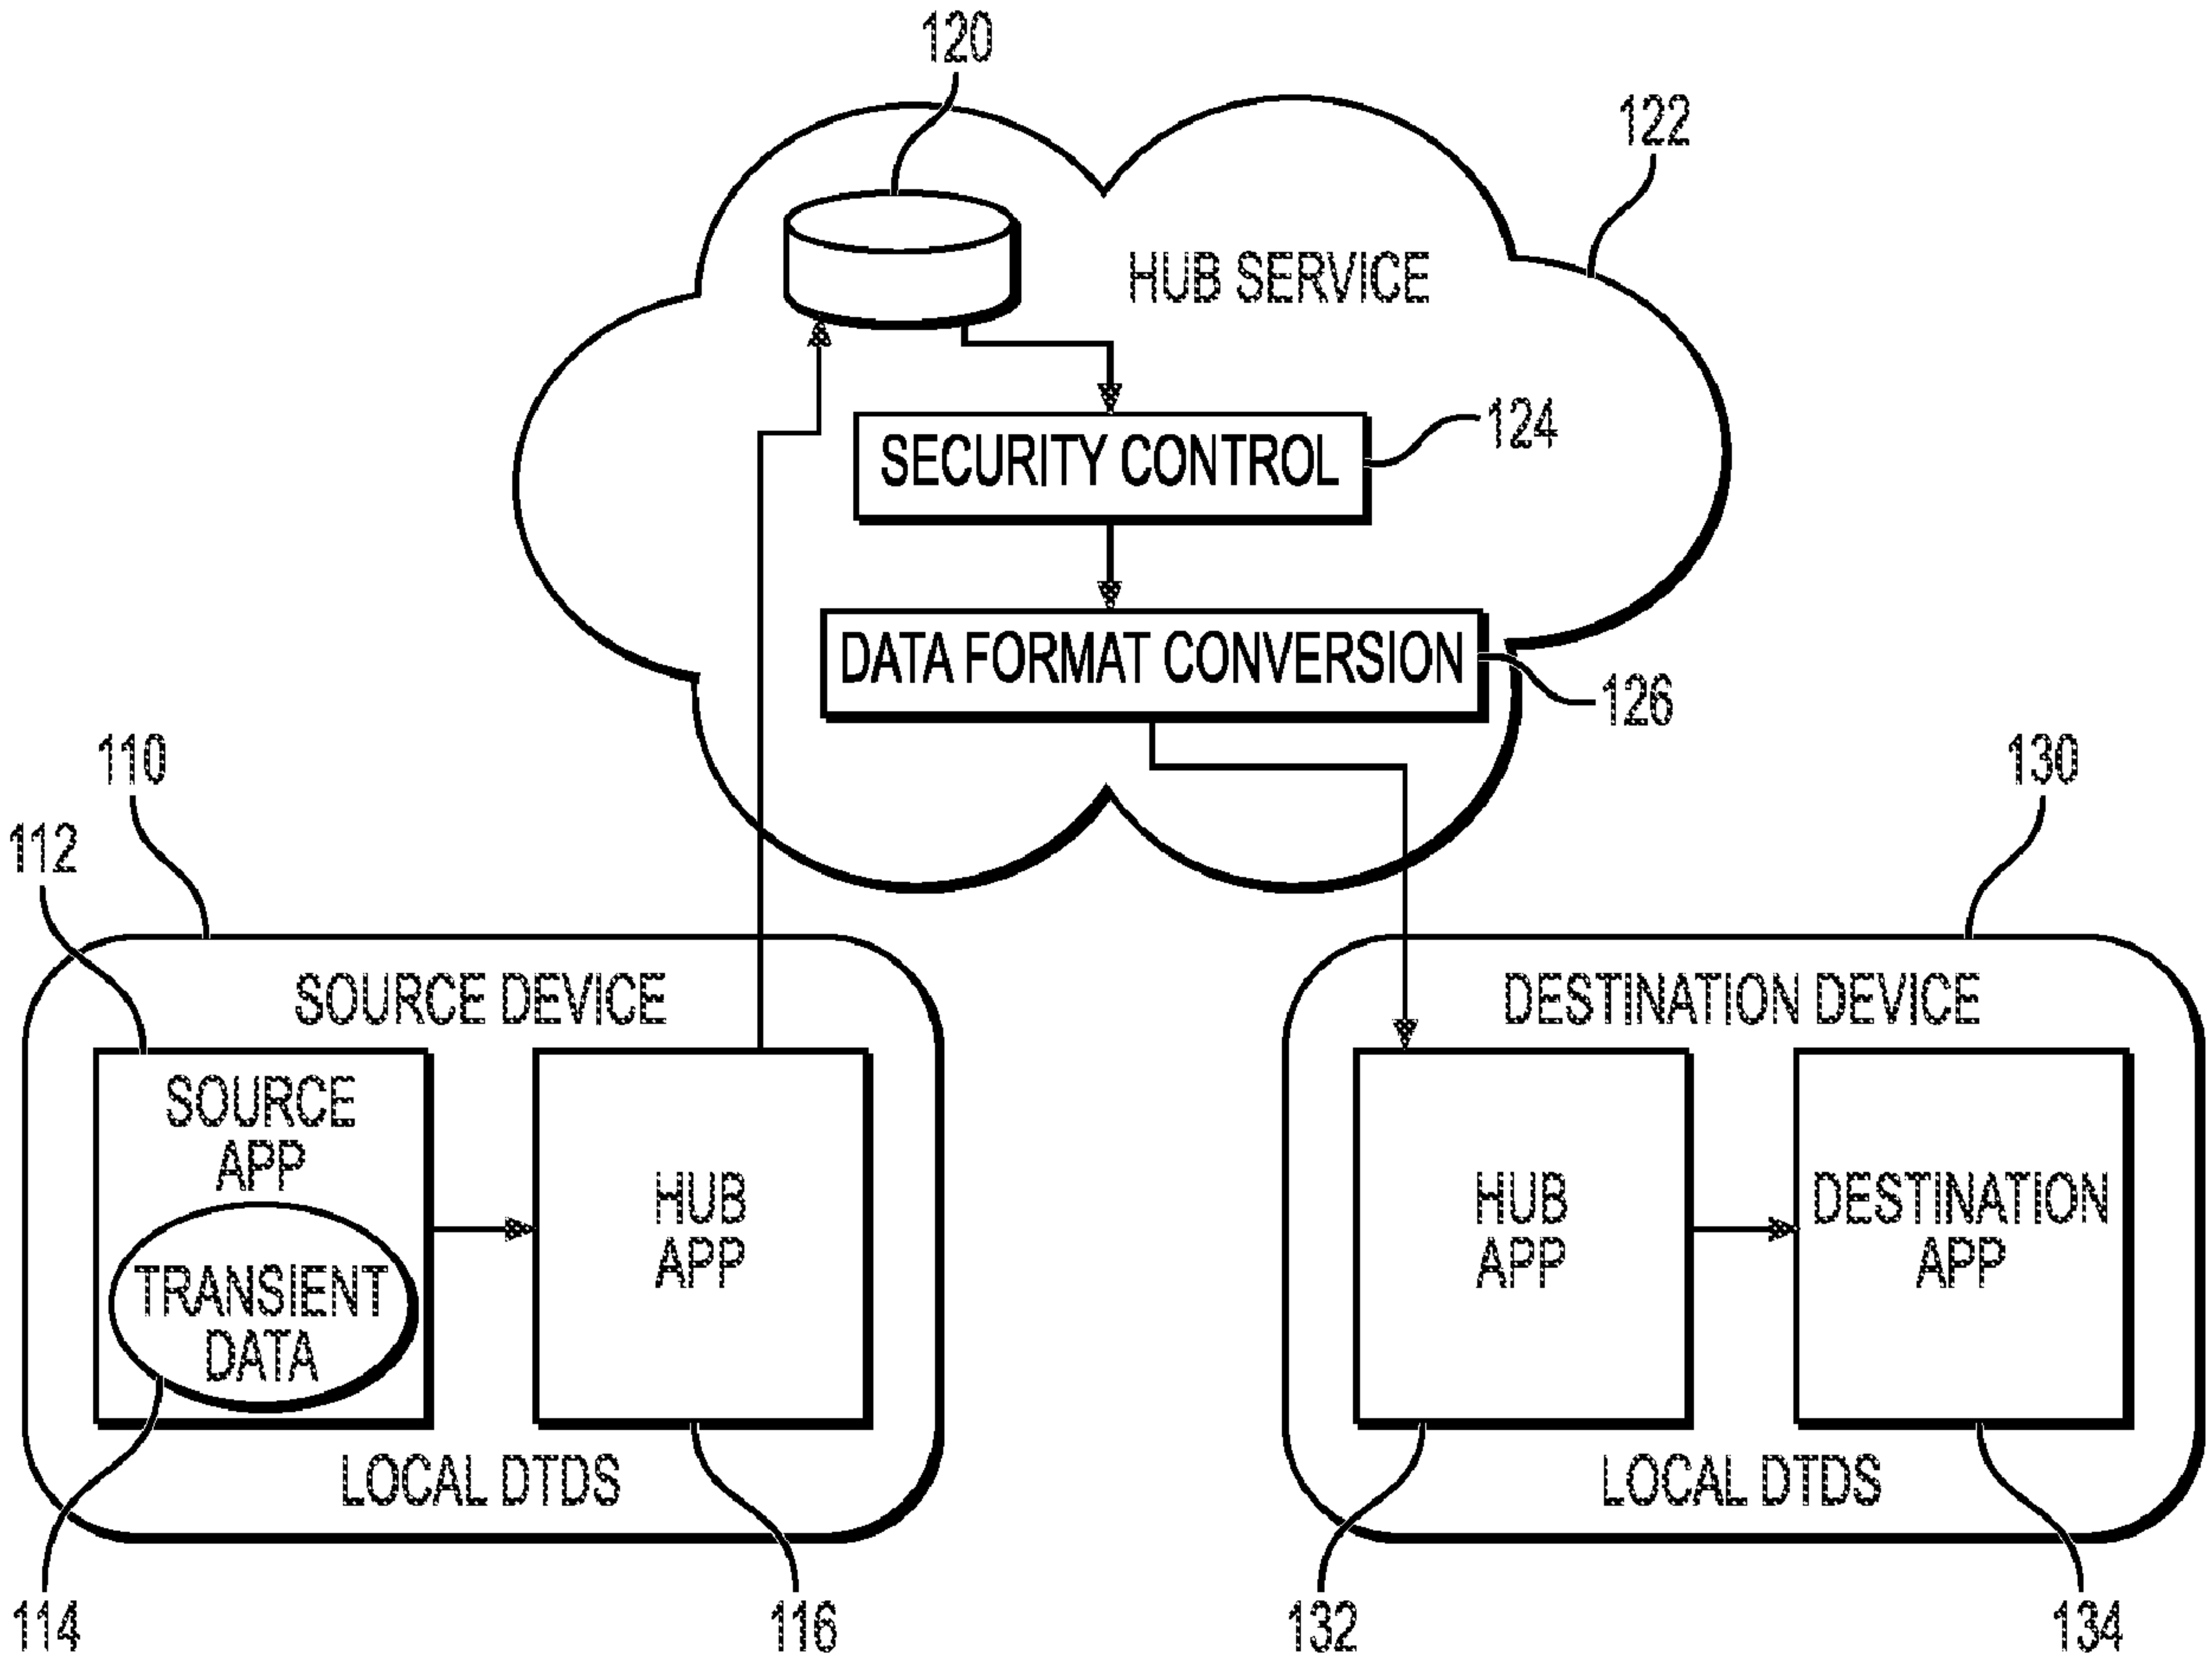 120
122
HUB SERVICE
124
SECURITY CONTROL
DATA FORMAT CONVERSION
126
110
130
112
SOURCE DEVICE
DESTINATION DEVICE
SOURCE
APP
TRANSIENT
DATA
HUB
APP
HUB
APP
DESTINATION
APP
LOCAL DTDS
LOCAL DTDS
114
116
132
134